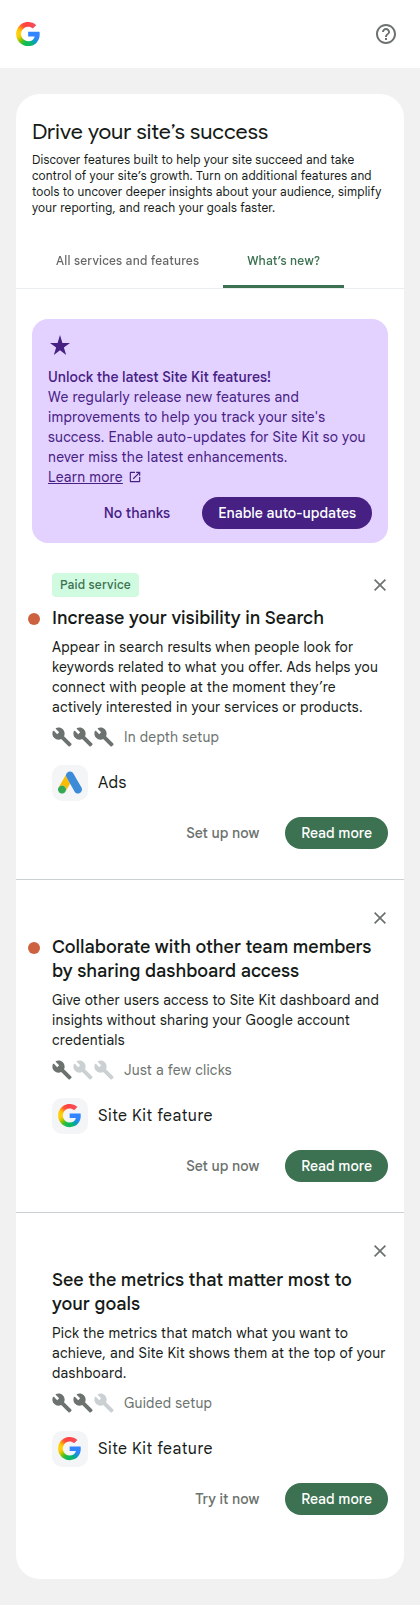 Drive your site’s success
Discover features built to help your site succeed and take
control of your site’s growth. Turn on additional features and
tools to uncover deeper insights about your audience, simplify
your reporting, and reach your goals faster.
All services and features
What’s new?
Unlock the latest Site Kit features!
We regularly release new features and
improvements to help you track your site's
success. Enable auto-updates for Site Kit so you
never miss the latest enhancements.
Learn more
No thanks
Enable auto-updates
Paid service
Increase your visibility in Search
Appear in search results when people look for
keywords related to what you offer. Ads helps you
connect with people at the moment they’re
actively interested in your services or products.
In depth setup
Ads
Set up now
Read more
Collaborate with other team members
by sharing dashboard access
Give other users access to Site Kit dashboard and
insights without sharing your Google account
credentials
Just a few clicks
Site Kit feature
Set up now
Read more
See the metrics that matter most to
your goals
Pick the metrics that match what you want to
achieve, and Site Kit shows them at the top of your
dashboard.
Guided setup
Site Kit feature
Try it now
Read more